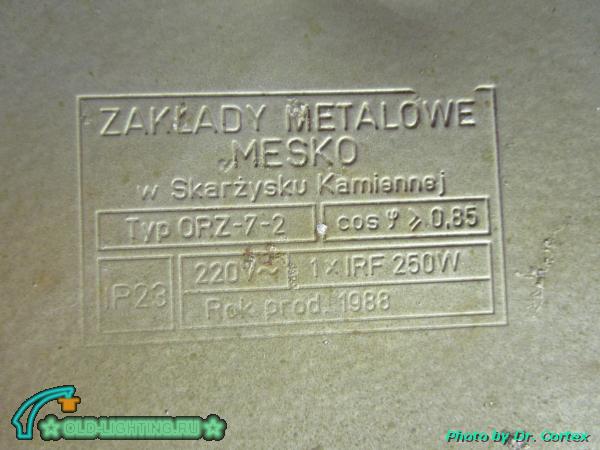 ZAKŁADY METALOWE
„MESKO
w Skarżysku Kamiennej
Typ ORZ-7-2 cos φ ⩾ 0,85
IP23 220V~ 1×IRF 250W
Rok prod. 1988
OLD-LIGHTING.RU
Photo by Dr. Cortex